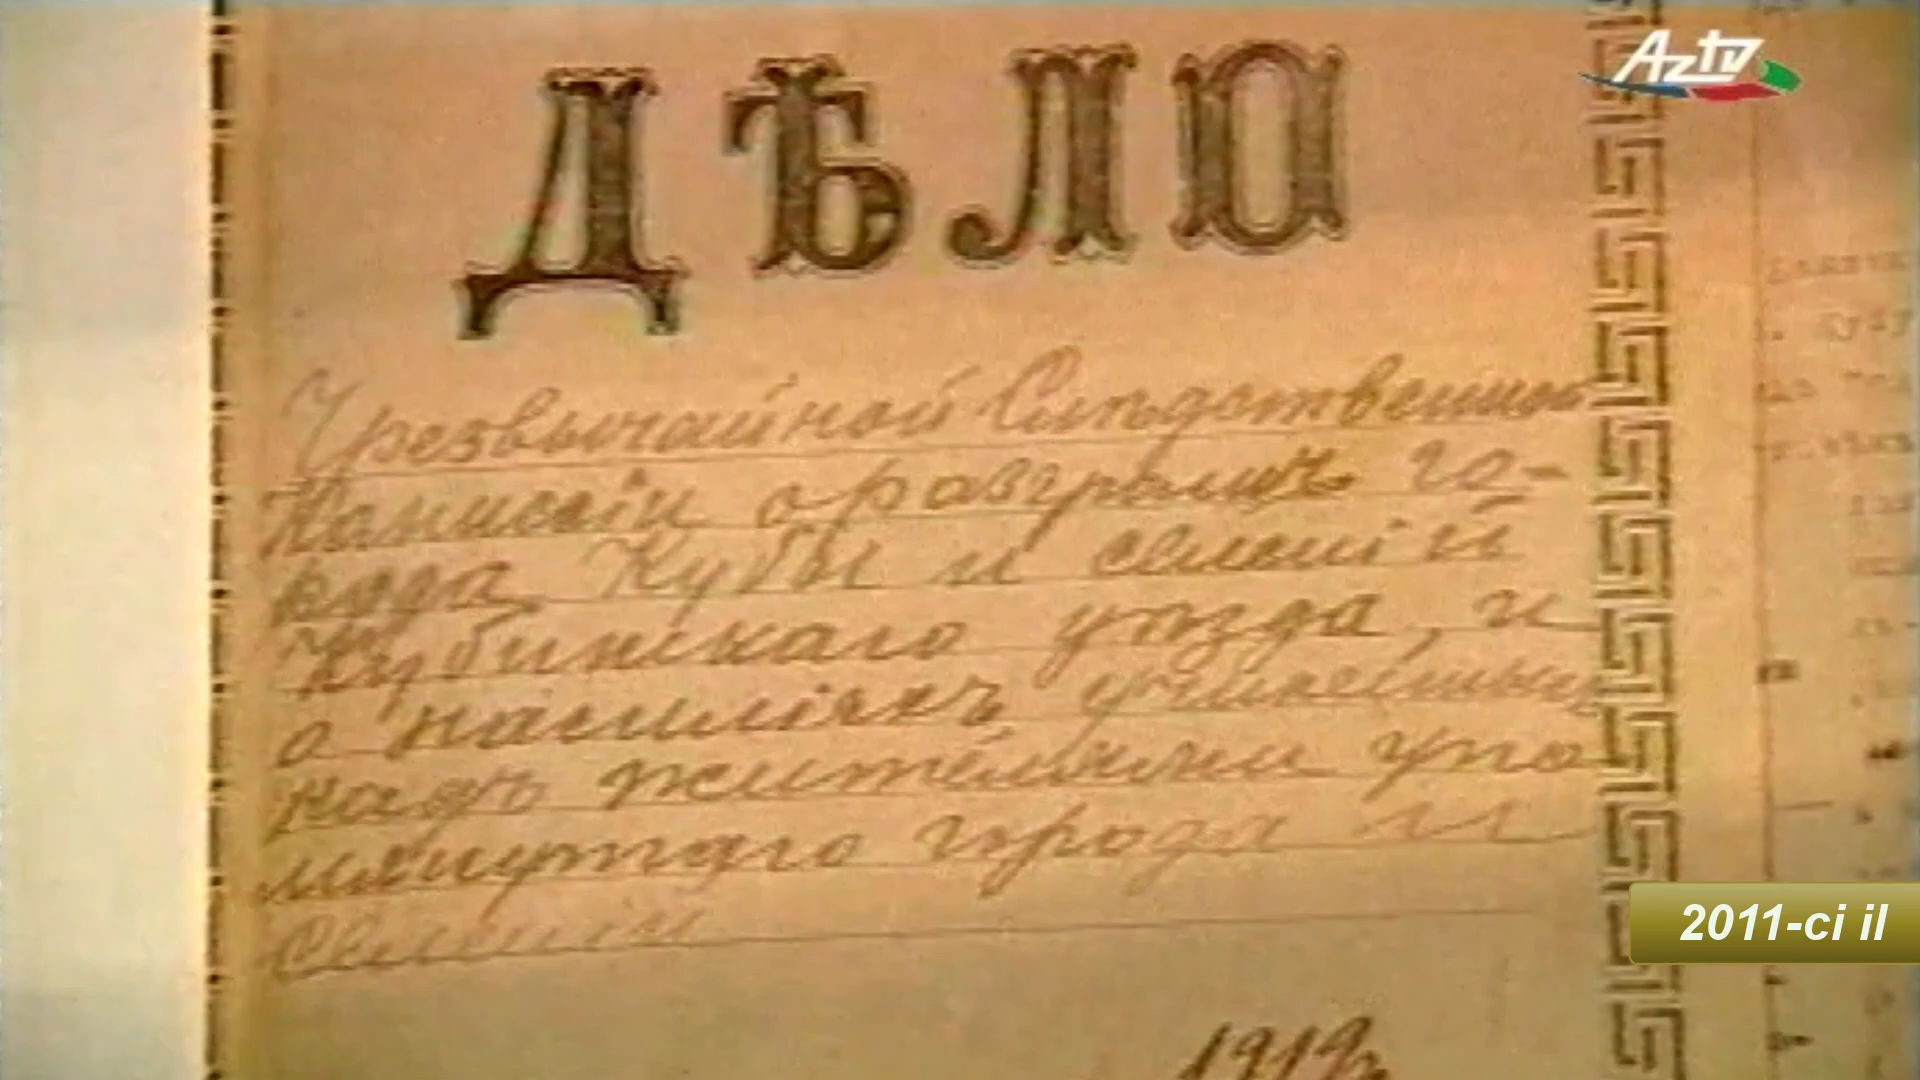 AzTV
ДѢЛО
Чрезвычайной Слѣдственной
Коммисіи о разгромѣ го-
рода Кубы и селеній
Кубинскаго уѣзда, и
о насиліяхъ учиненныхъ
надъ жителями упо
мянутаго города и
селеній
1919 г.
2011-ci il